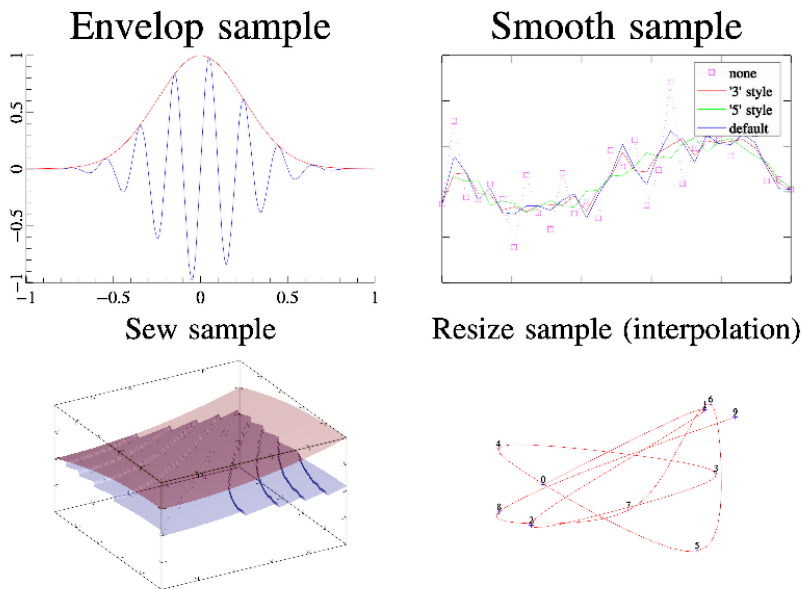 Envelop sample
Smooth sample
none
'3' style
'5' style
default
1
0.5
0
−0.5
−1
−1
−0.5
0
0.5
1
Sew sample
Resize sample (interpolation)
6
9
4
3
0
8
2
7
5